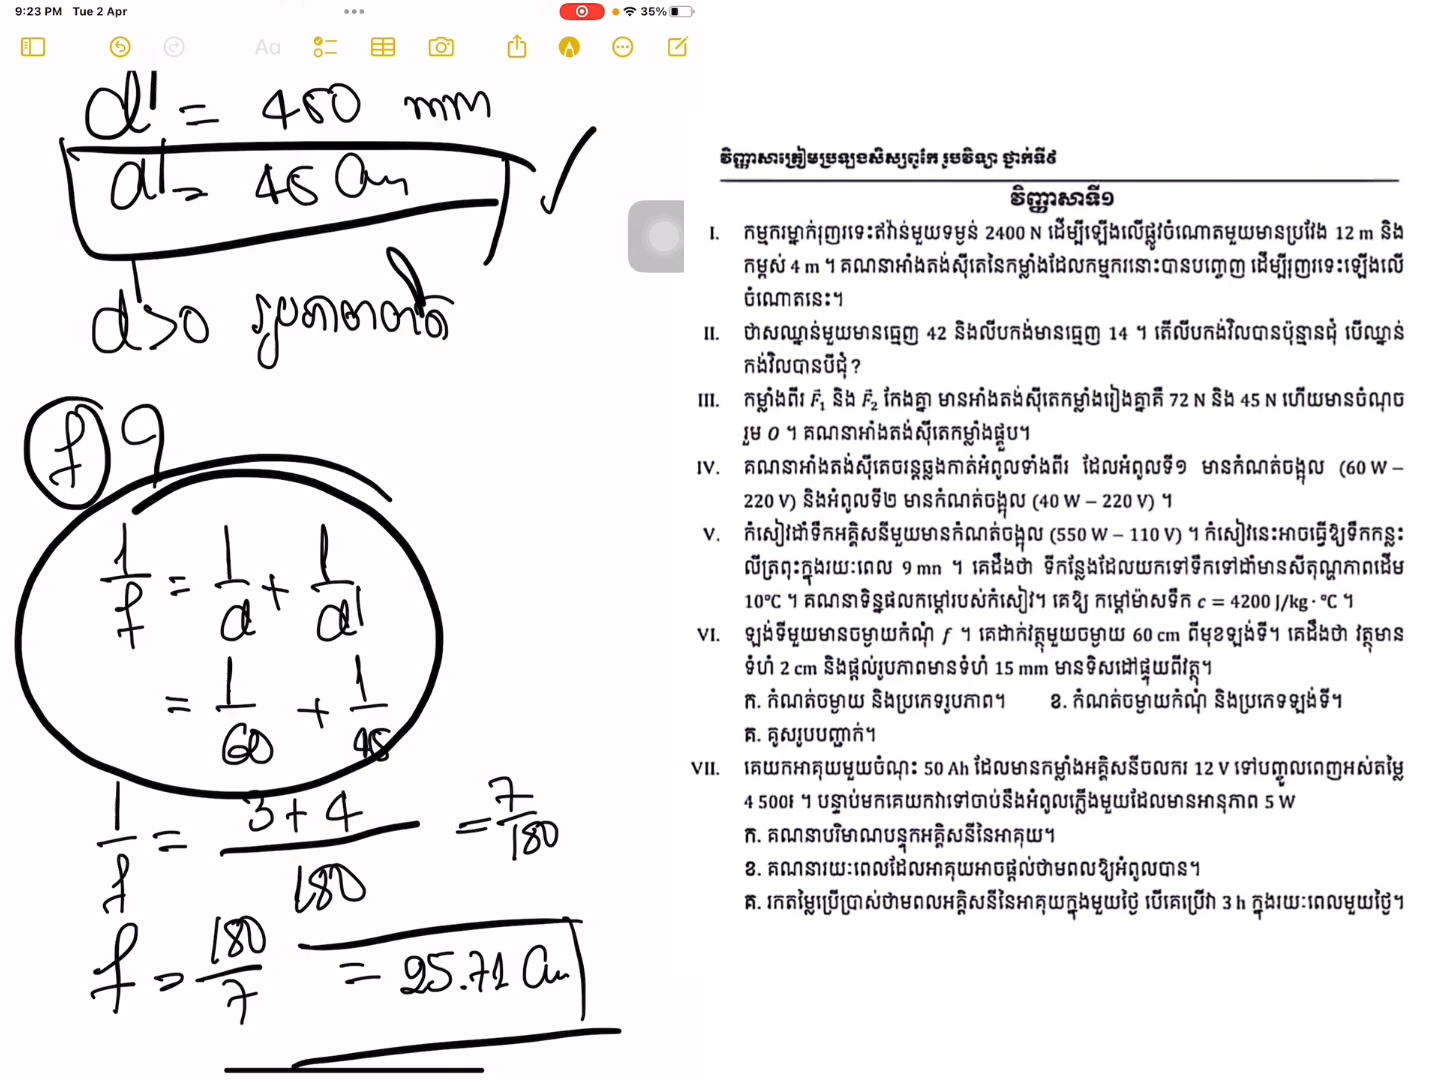 9:23 PM Tue 2 Apr
35%
Aa
d' = 450 mm
d' = 45 Cm
d' > 0 រូបភាពពិត
f ?
1/f = 1/d + 1/d'
= 1/60 + 1/45
1/f = 3 + 4 / 180 = 7/180
f = 180/7 = 25.71 Cm
វិញ្ញាសាត្រៀមប្រឡងសិស្សពូកែ រូបវិទ្យា ថ្នាក់ទី៩
វិញ្ញាសាទី១
I. កម្មករម្នាក់រុញរទេះឥវ៉ាន់មួយទម្ងន់ 2400 N ដើម្បីឡើងលើផ្លូវចំណោតមួយមានប្រវែង 12 m និង
កម្ពស់ 4 m ។ គណនាអាំងតង់ស៊ីតេនៃកម្លាំងដែលកម្មករនោះបានបញ្ចេញ ដើម្បីរុញរទេះឡើងលើ
ចំណោតនេះ។
II. ថាសឈ្នាន់មួយមានធ្មេញ 42 និងលីបកង់មានធ្មេញ 14 ។ តើលីបកង់វិលបានប៉ុន្មានជុំ បើឈ្នាន់
កង់វិលបានបីជុំ?
III. កម្លាំងពីរ F⃗₁ និង F⃗₂ កែងគ្នា មានអាំងតង់ស៊ីតេកម្លាំងរៀងគ្នាគឺ 72 N និង 45 N ហើយមានចំណុច
រួម O ។ គណនាអាំងតង់ស៊ីតេកម្លាំងផ្គួប។
IV. គណនាអាំងតង់ស៊ីតេចរន្តឆ្លងកាត់អំពូលទាំងពីរ ដែលអំពូលទី១ មានកំណត់ចង្អុល (60 W –
220 V) និងអំពូលទី២ មានកំណត់ចង្អុល (40 W – 220 V) ។
V. កំសៀវដាំទឹកអគ្គិសនីមួយមានកំណត់ចង្អុល (550 W – 110 V) ។ កំសៀវនេះអាចធ្វើឱ្យទឹកកន្លះ
លីត្រពុះក្នុងរយៈពេល 9 mn ។ គេដឹងថា ទឹកកន្លែងដែលយកទៅទឹកទៅដាំមានសីតុណ្ហភាពដើម
10°C ។ គណនាទិន្នផលកម្ដៅរបស់កំសៀវ។ គេឱ្យ កម្ដៅម៉ាសទឹក c = 4200 J/kg · °C ។
VI. ឡង់ទីមួយមានចម្ងាយកំណុំ f ។ គេដាក់វត្ថុមួយចម្ងាយ 60 cm ពីមុខឡង់ទី។ គេដឹងថា វត្ថុមាន
ទំហំ 2 cm និងផ្ដល់រូបភាពមានទំហំ 15 mm មានទិសដៅផ្ទុយពីវត្ថុ។
ក. កំណត់ចម្ងាយ និងប្រភេទរូបភាព។ ខ. កំណត់ចម្ងាយកំណុំ និងប្រភេទឡង់ទី។
គ. គូសរូបបញ្ជាក់។
VII. គេយកអាគុយមួយចំណុះ 50 Ah ដែលមានកម្លាំងអគ្គិសនីចលករ 12 V ទៅបញ្ចូលពេញអស់តម្លៃ
4 500៛ ។ បន្ទាប់មកគេយកវាទៅចាប់នឹងអំពូលភ្លើងមួយដែលមានអានុភាព 5 W
ក. គណនាបរិមាណបន្ទុកអគ្គិសនីនៃអាគុយ។
ខ. គណនារយៈពេលដែលអាគុយអាចផ្ដល់ថាមពលឱ្យអំពូលបាន។
គ. រកតម្លៃប្រើប្រាស់ថាមពលអគ្គិសនីនៃអាគុយក្នុងមួយថ្ងៃ បើគេប្រើវា 3 h ក្នុងរយៈពេលមួយថ្ងៃ។